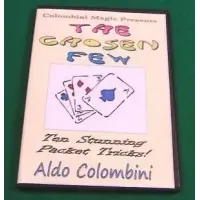 Colombini Magic Presents
THE
CHOSEN
FEW
Ten Stunning
Packet Tricks!
Aldo Colombini